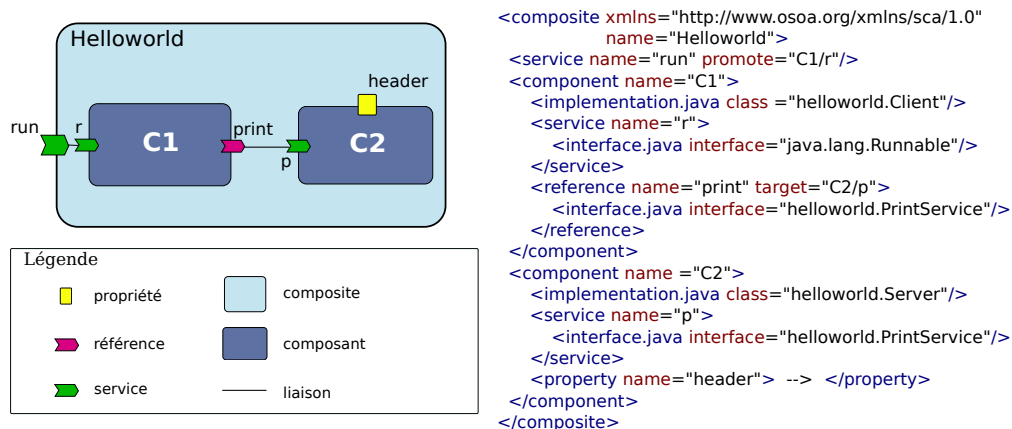 Helloworld
header
run
r
C1
print
p
C2
Légende
propriété
composite
référence
composant
service
liaison
<composite xmlns="http://www.osoa.org/xmlns/sca/1.0"
name="Helloworld">
<service name="run" promote="C1/r"/>
<component name="C1">
<implementation.java class ="helloworld.Client"/>
<service name="r">
<interface.java interface="java.lang.Runnable"/>
</service>
<reference name="print" target="C2/p">
<interface.java interface="helloworld.PrintService"/>
</reference>
</component>
<component name ="C2">
<implementation.java class="helloworld.Server"/>
<service name="p">
<interface.java interface="helloworld.PrintService"/>
</service>
<property name="header"> --> </property>
</component>
</composite>